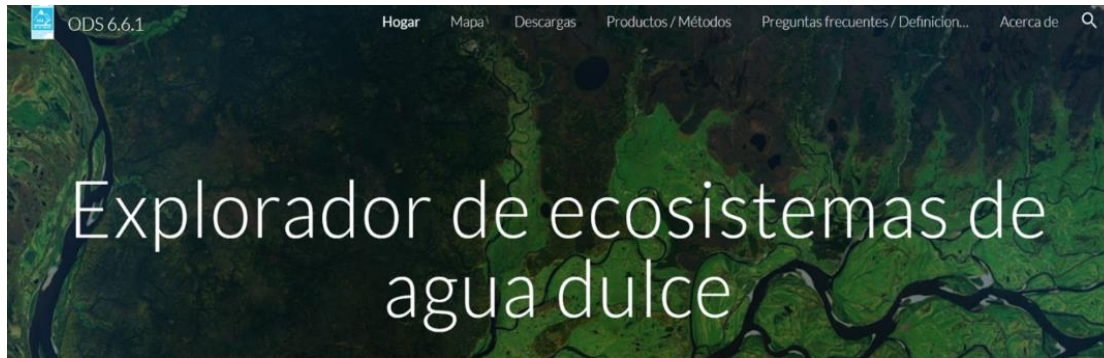 ODS 6.6.1 Hogar Mapa Descargas Productos / Métodos Preguntas frecuentes / Definicion... Acerca de
Explorador de ecosistemas de
agua dulce